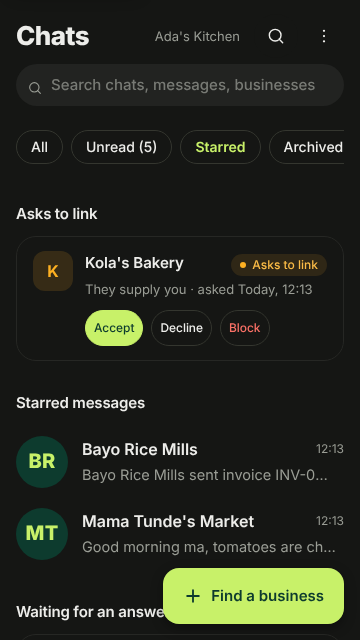 Chats
Ada's Kitchen
Search chats, messages, businesses
All
Unread (5)
Starred
Archived
Asks to link
K
Kola's Bakery
Asks to link
They supply you · asked Today, 12:13
Accept
Decline
Block
Starred messages
BR
Bayo Rice Mills
12:13
Bayo Rice Mills sent invoice INV-0...
MT
Mama Tunde's Market
12:13
Good morning ma, tomatoes are ch...
Find a business
Waiting for an answe